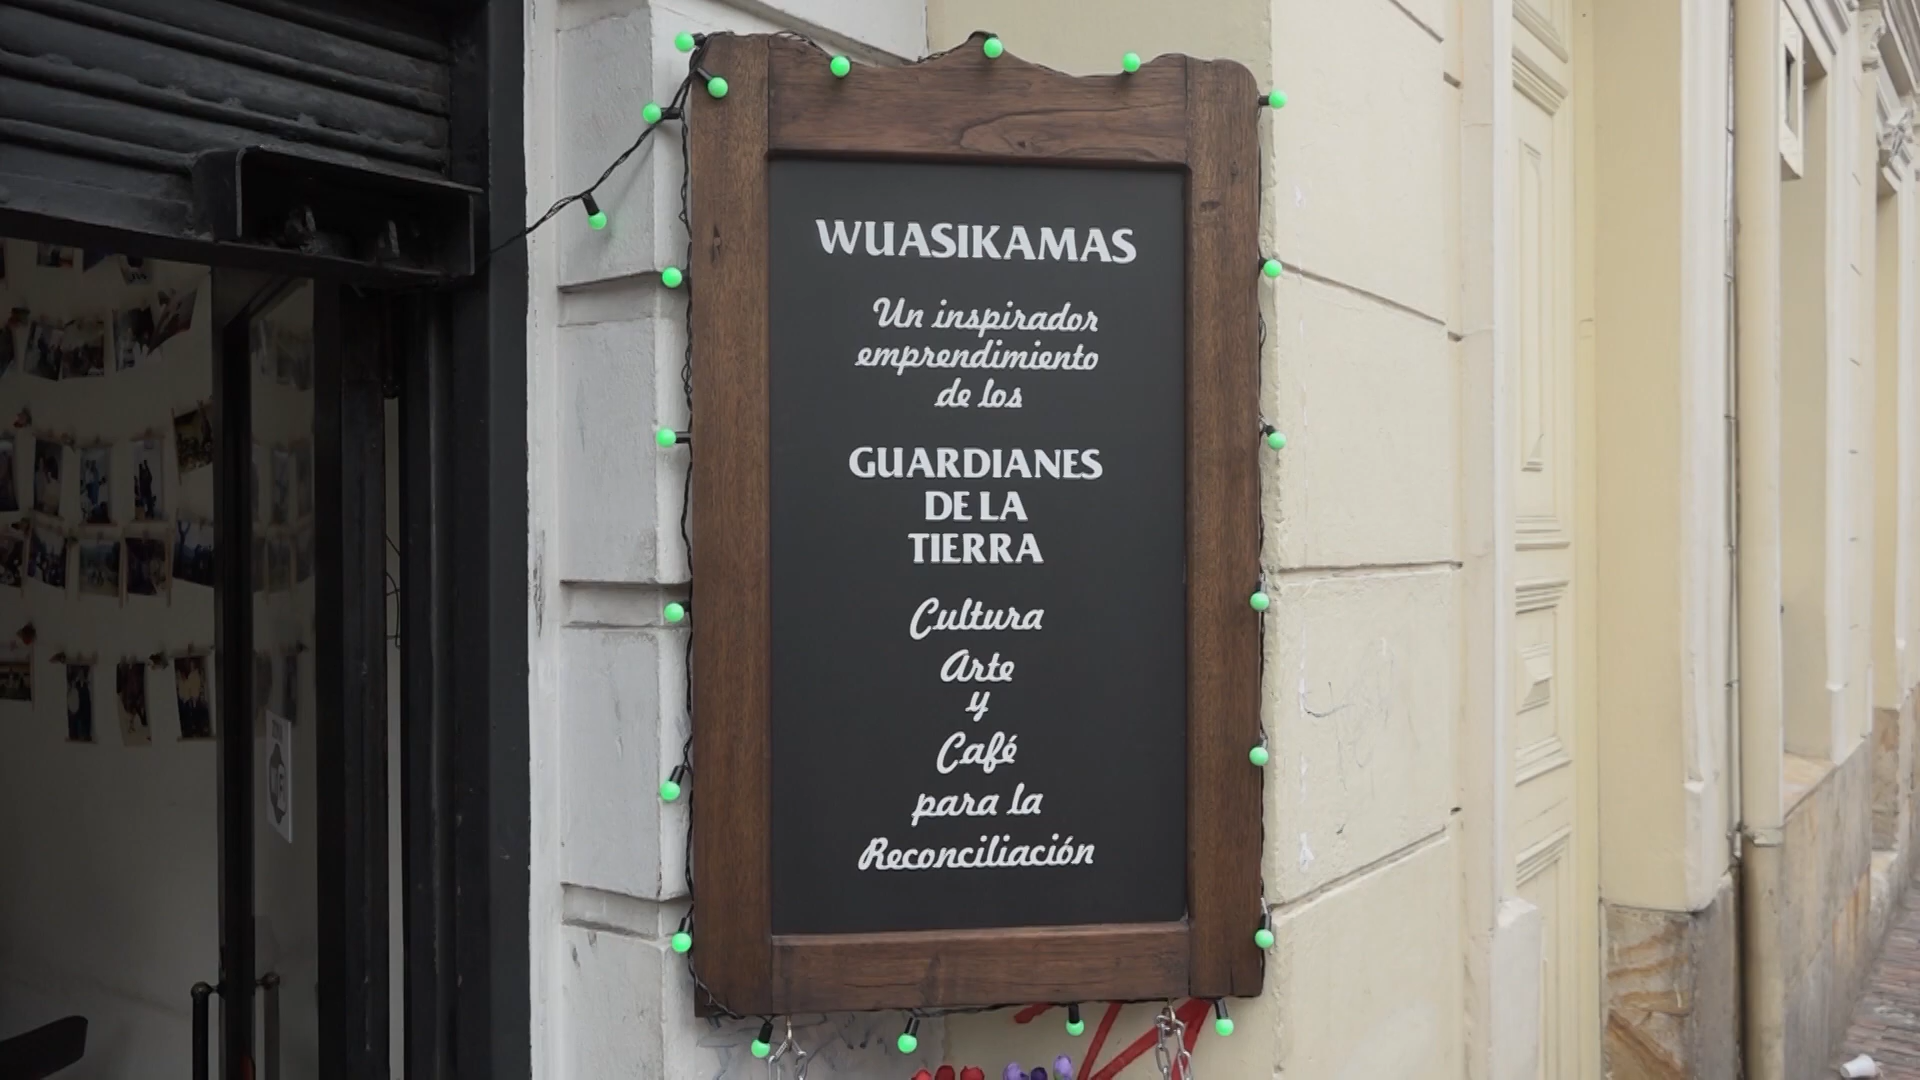 WUASIKAMAS
Un inspirador
emprendimiento
de los
GUARDIANES
DE LA
TIERRA
Cultura
Arte
y
Café
para la
Reconciliación